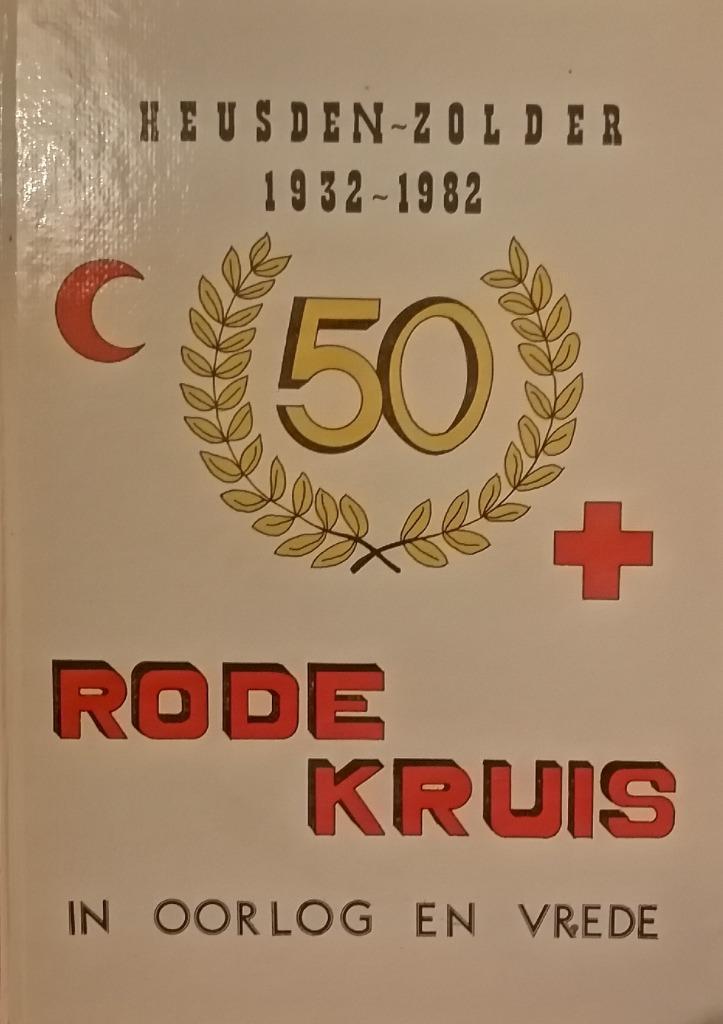 HEUSDEN~ZOLDER
1932~1982
50
RODE
KRUIS
IN OORLOG EN VREDE